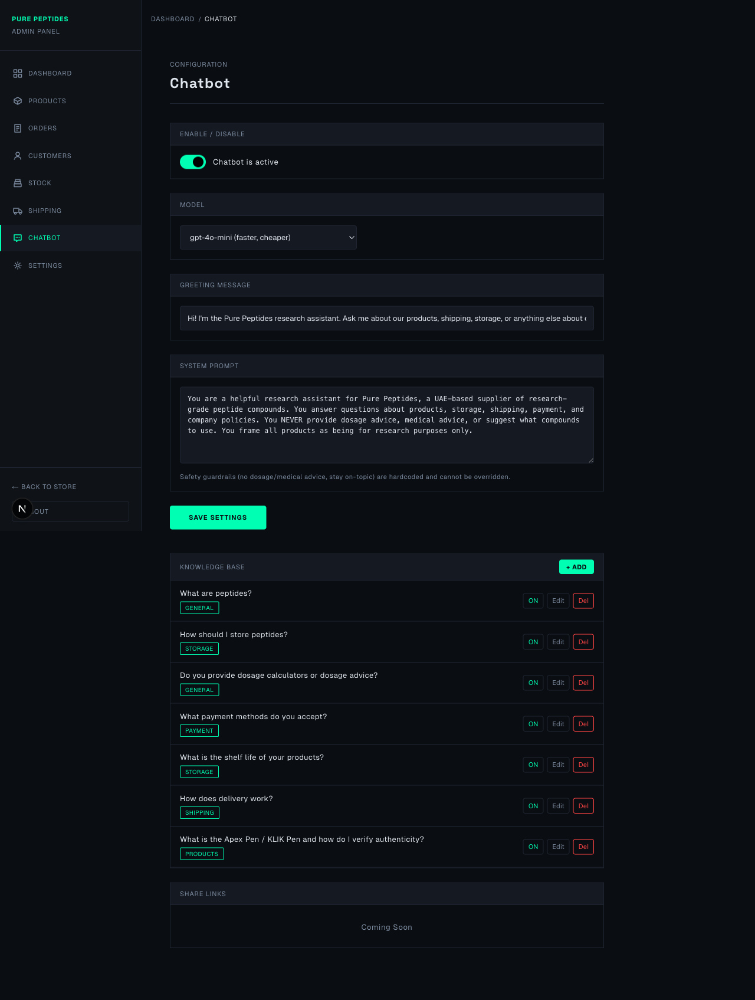 PURE PEPTIDES
ADMIN PANEL
DASHBOARD
PRODUCTS
ORDERS
CUSTOMERS
STOCK
SHIPPING
CHATBOT
SETTINGS
← BACK TO STORE
OUT
DASHBOARD / CHATBOT
CONFIGURATION
Chatbot
ENABLE / DISABLE
Chatbot is active
MODEL
gpt-4o-mini (faster, cheaper)
GREETING MESSAGE
Hi! I'm the Pure Peptides research assistant. Ask me about our products, shipping, storage, or anything else about
SYSTEM PROMPT
You are a helpful research assistant for Pure Peptides, a UAE-based supplier of research-
grade peptide compounds. You answer questions about products, storage, shipping, payment, and
company policies. You NEVER provide dosage advice, medical advice, or suggest what compounds
to use. You frame all products as being for research purposes only.
Safety guardrails (no dosage/medical advice, stay on-topic) are hardcoded and cannot be overridden.
SAVE SETTINGS
KNOWLEDGE BASE
+ ADD
What are peptides?
GENERAL
ON Edit Del
How should I store peptides?
STORAGE
ON Edit Del
Do you provide dosage calculators or dosage advice?
GENERAL
ON Edit Del
What payment methods do you accept?
PAYMENT
ON Edit Del
What is the shelf life of your products?
STORAGE
ON Edit Del
How does delivery work?
SHIPPING
ON Edit Del
What is the Apex Pen / KLIK Pen and how do I verify authenticity?
PRODUCTS
ON Edit Del
SHARE LINKS
Coming Soon